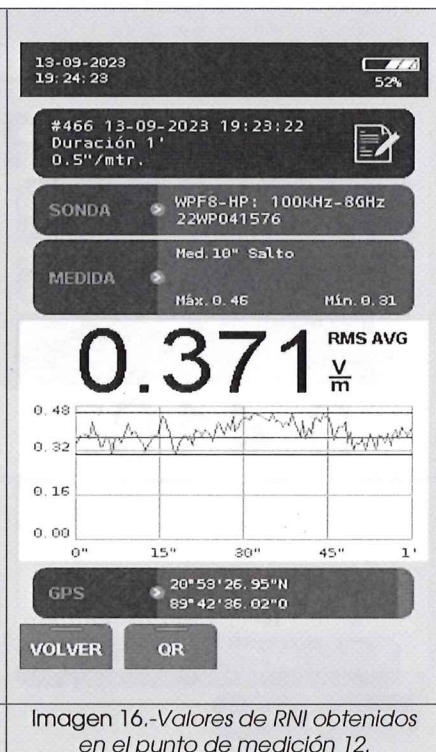 13-09-2023
19:24:23
52%
#466 13-09-2023 19:23:22
Duración 1'
0.5"/mtr.
SONDA
WPF8-HP: 100kHz-8GHz
22WP041576
MEDIDA
Med.10" Salto
Máx.0.46 Mín.0.31
0.371 RMS AVG
V/m
0.48
0.32
0.16
0.00
0" 15" 30" 45" 1'
GPS
20°53'26.95"N
89°42'36.02"O
VOLVER QR
Imagen 16.-Valores de RNI obtenidos
en el punto de medición 12.